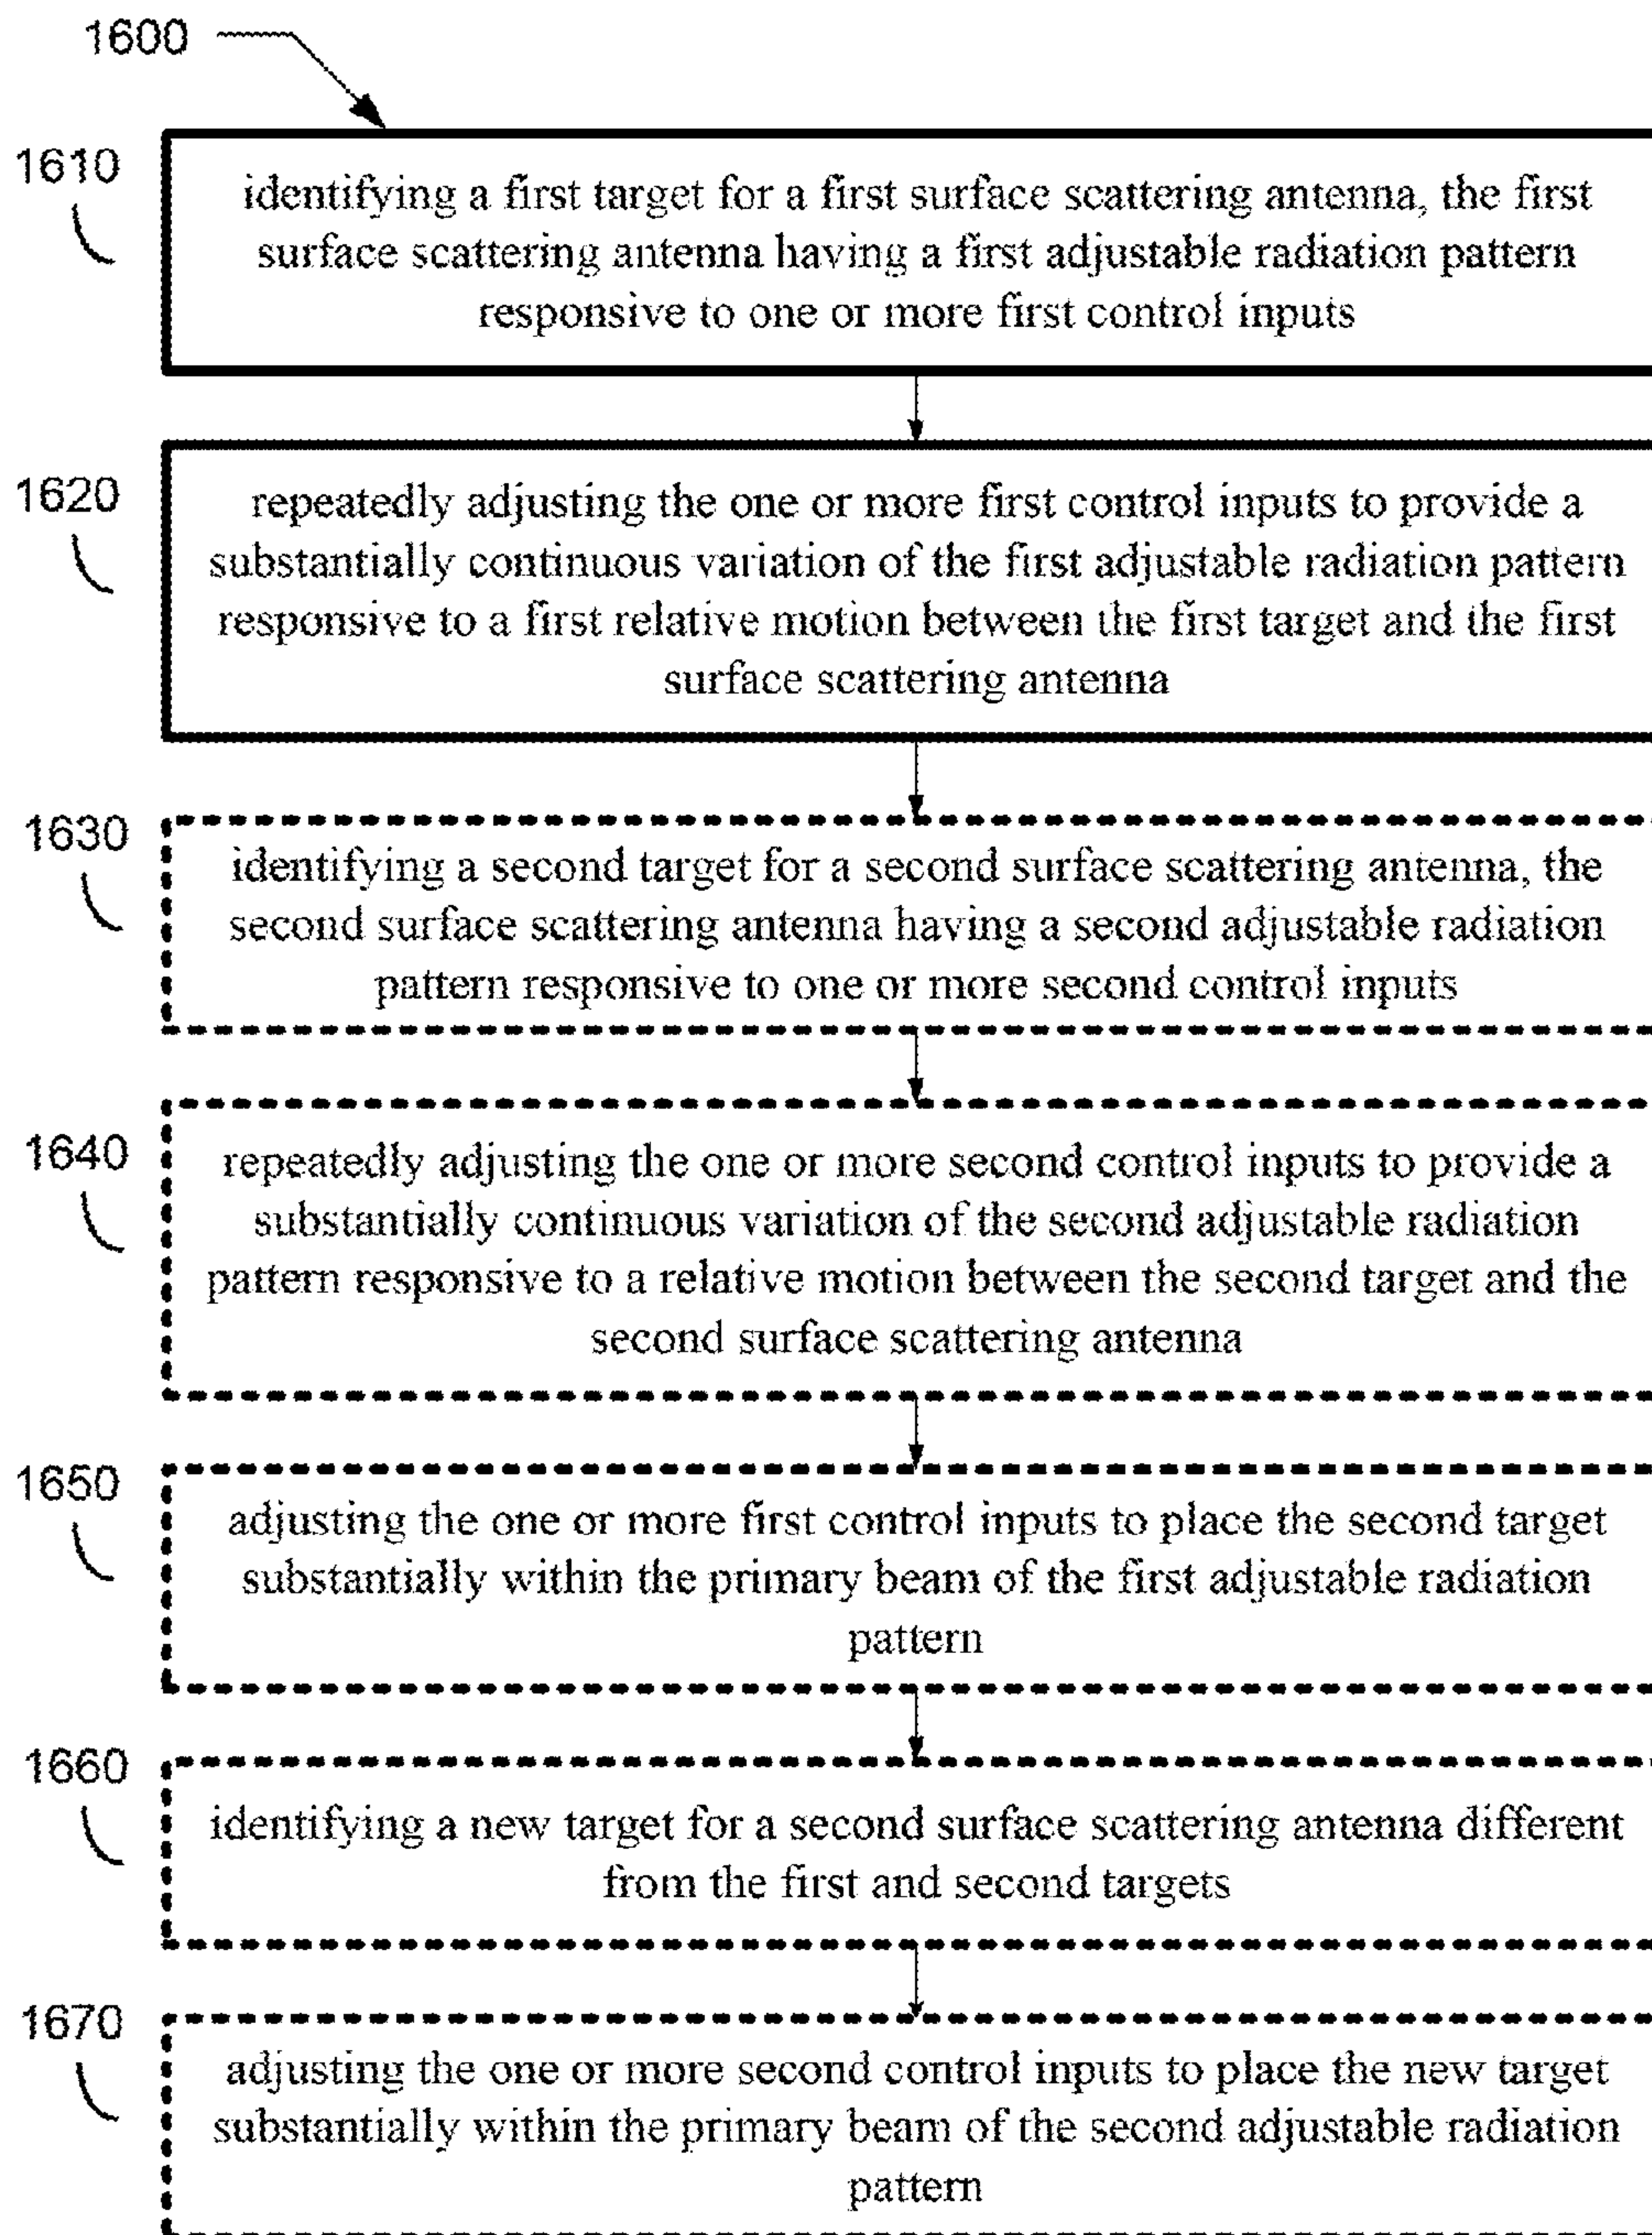 1600
1610
identifying a first target for a first surface scattering antenna, the first
surface scattering antenna having a first adjustable radiation pattern
responsive to one or more first control inputs
1620
repeatedly adjusting the one or more first control inputs to provide a
substantially continuous variation of the first adjustable radiation pattern
responsive to a first relative motion between the first target and the first
surface scattering antenna
1630
identifying a second target for a second surface scattering antenna, the
second surface scattering antenna having a second adjustable radiation
pattern responsive to one or more second control inputs
1640
repeatedly adjusting the one or more second control inputs to provide a
substantially continuous variation of the second adjustable radiation
pattern responsive to a relative motion between the second target and the
second surface scattering antenna
1650
adjusting the one or more first control inputs to place the second target
substantially within the primary beam of the first adjustable radiation
pattern
1660
identifying a new target for a second surface scattering antenna different
from the first and second targets
1670
adjusting the one or more second control inputs to place the new target
substantially within the primary beam of the second adjustable radiation
pattern